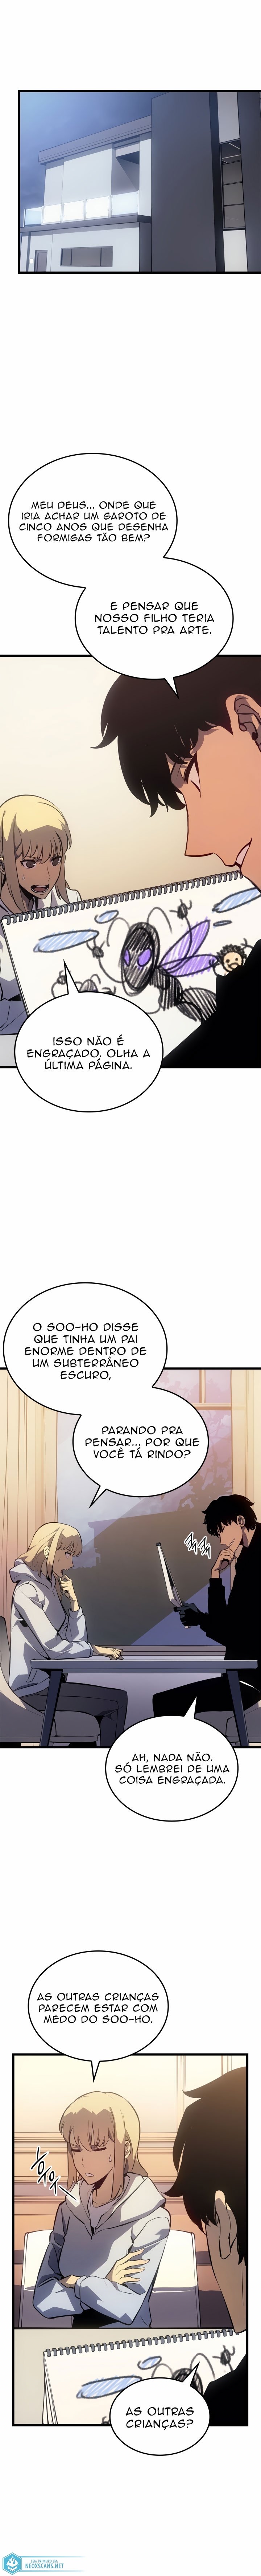 MEU DEUS... ONDE QUE
IRIA ACHAR UM GAROTO DE
CINCO ANOS QUE DESENHA
FORMIGAS TÃO BEM?
E PENSAR QUE
NOSSO FILHO TERIA
TALENTO PRA ARTE.
ISSO NÃO É
ENGRAÇADO. OLHA A
ÚLTIMA PÁGINA.
O SOO-HO DISSE
QUE TINHA UM PAI
ENORME DENTRO DE
UM SUBTERRÂNEO
ESCURO,
PARANDO PRA
PENSAR... POR QUE
VOCÊ TÁ RINDO?
AH, NADA NÃO.
SÓ LEMBREI DE UMA
COISA ENGRAÇADA.
AS OUTRAS CRIANÇAS
PARECEM ESTAR COM
MEDO DO SOO-HO.
AS OUTRAS
CRIANÇAS?
NEOXSCANS.NET